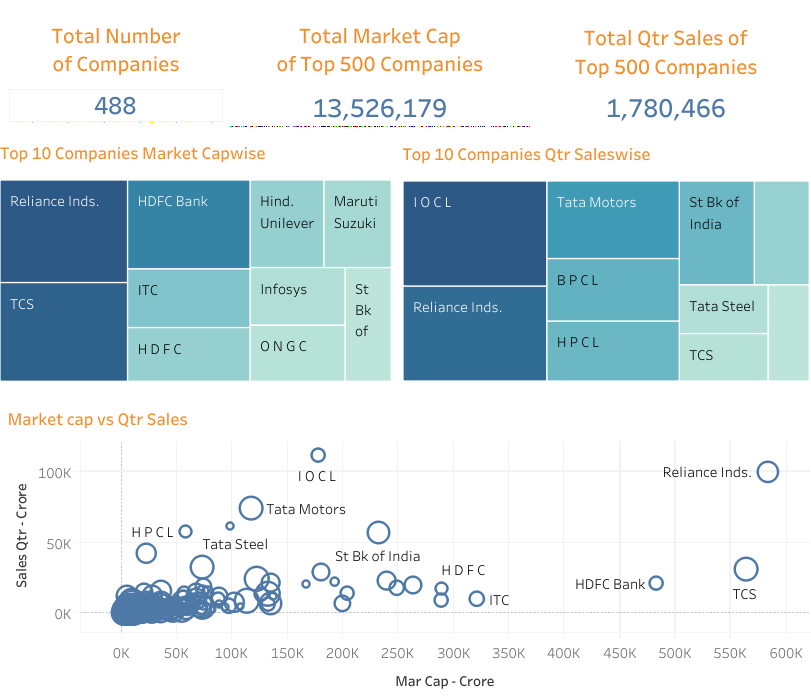 Total Number
of Companies
Total Market Cap
of Top 500 Companies
Total Qtr Sales of
Top 500 Companies
488
13,526,179
1,780,466
Top 10 Companies Market Capwise
Top 10 Companies Qtr Saleswise
Reliance Inds.
TCS
HDFC Bank
ITC
H D F C
Hind.
Unilever
Maruti
Suzuki
Infosys
O N G C
St
Bk
of
I O C L
Reliance Inds.
Tata Motors
B P C L
H P C L
St Bk of
India
Tata Steel
TCS
Market cap vs Qtr Sales
Sales Qtr - Crore
100K
50K
0K
I O C L
Reliance Inds.
Tata Motors
H P C L
Tata Steel
St Bk of India
H D F C
HDFC Bank
ITC
TCS
0K
50K
100K
150K
200K
250K
300K
350K
400K
450K
500K
550K
600K
Mar Cap - Crore